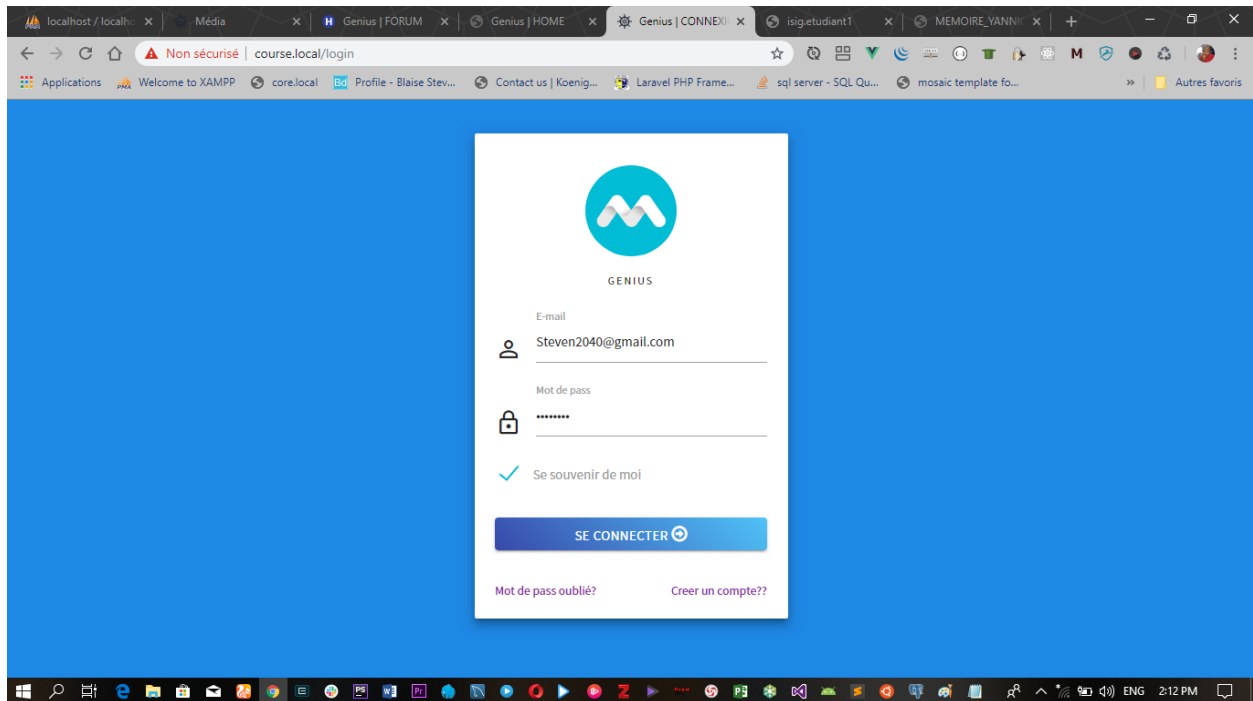 localhost / localho
Média
Genius | FORUM
Genius | HOME
Genius | CONNEXI
isig.etudiant1
MEMOIRE_YANNI
Non sécurisé | course.local/login
Applications
Welcome to XAMPP
core.local
Bd Profile - Blaise Stev...
Contact us | Koenig...
Laravel PHP Frame...
sql server - SQL Qu...
mosaic template fo...
»
Autres favoris
GENIUS
E-mail
Steven2040@gmail.com
Mot de pass
••••••••
Se souvenir de moi
SE CONNECTER
Mot de pass oublié?
Creer un compte??
ENG
2:12 PM